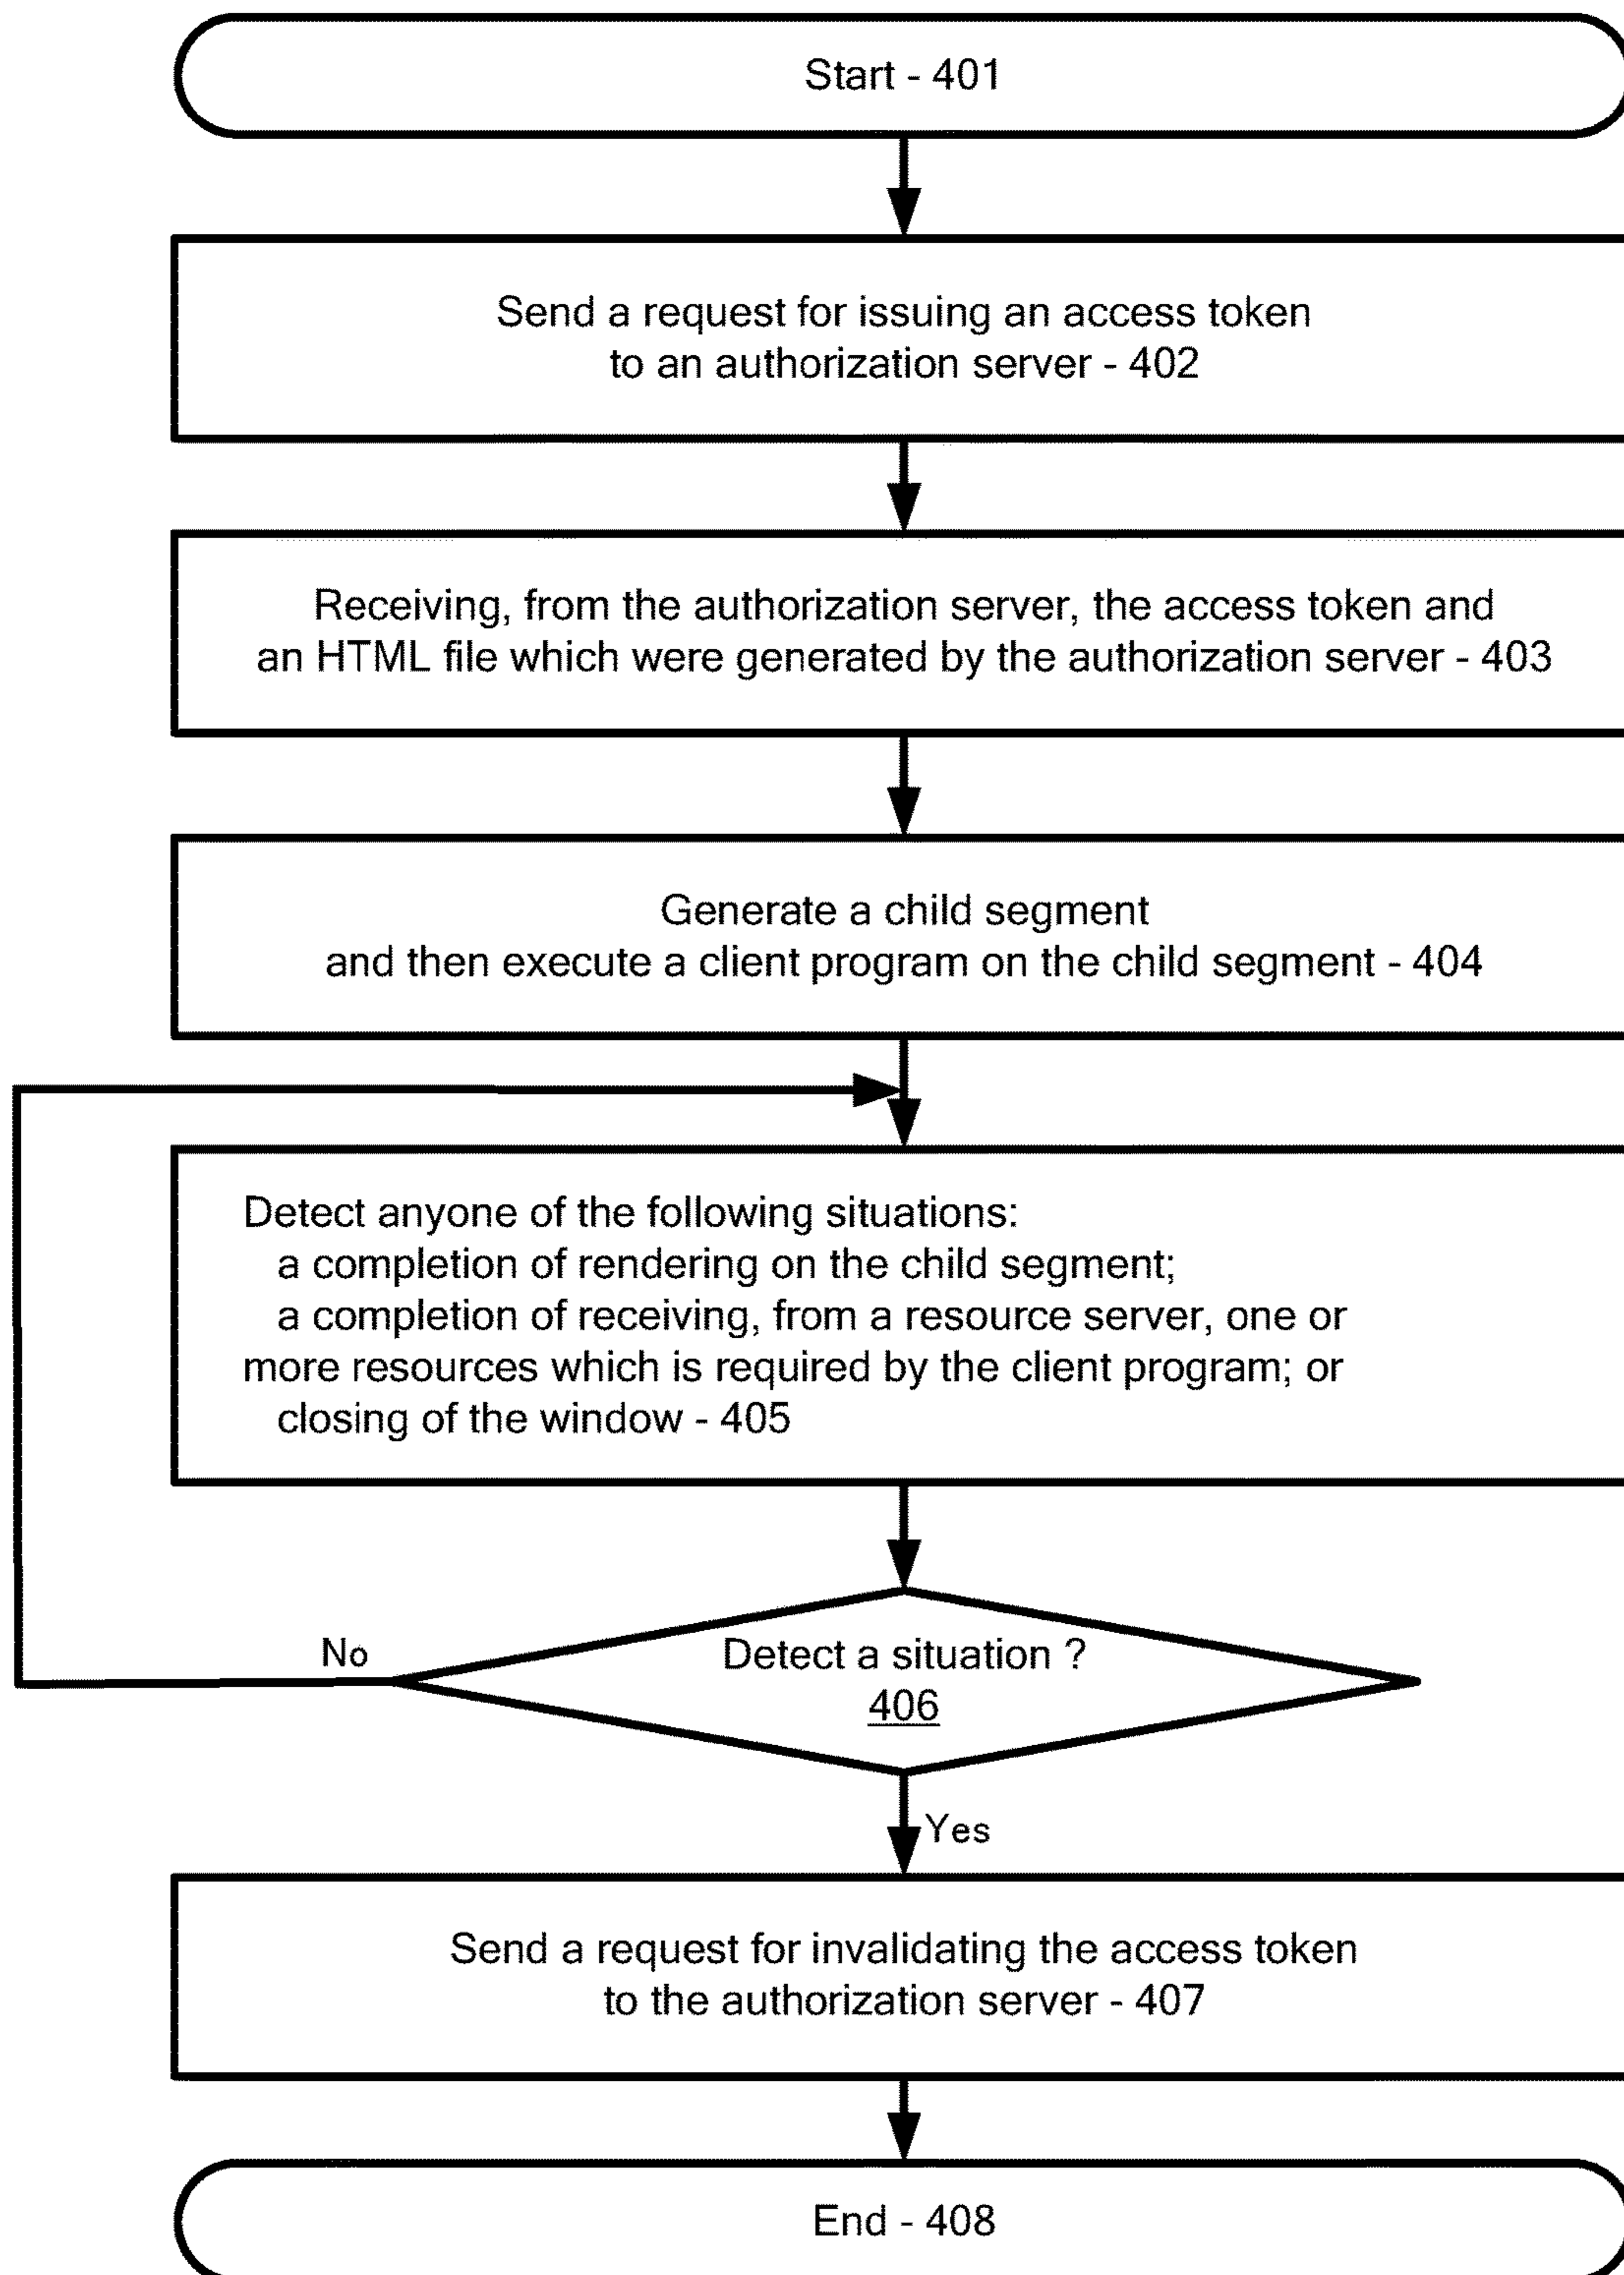 Start - 401
Send a request for issuing an access token
to an authorization server - 402
Receiving, from the authorization server, the access token and
an HTML file which were generated by the authorization server - 403
Generate a child segment
and then execute a client program on the child segment - 404
Detect anyone of the following situations:
a completion of rendering on the child segment;
a completion of receiving, from a resource server, one or
more resources which is required by the client program; or
closing of the window - 405
No
Detect a situation ?
406
Yes
Send a request for invalidating the access token
to the authorization server - 407
End - 408